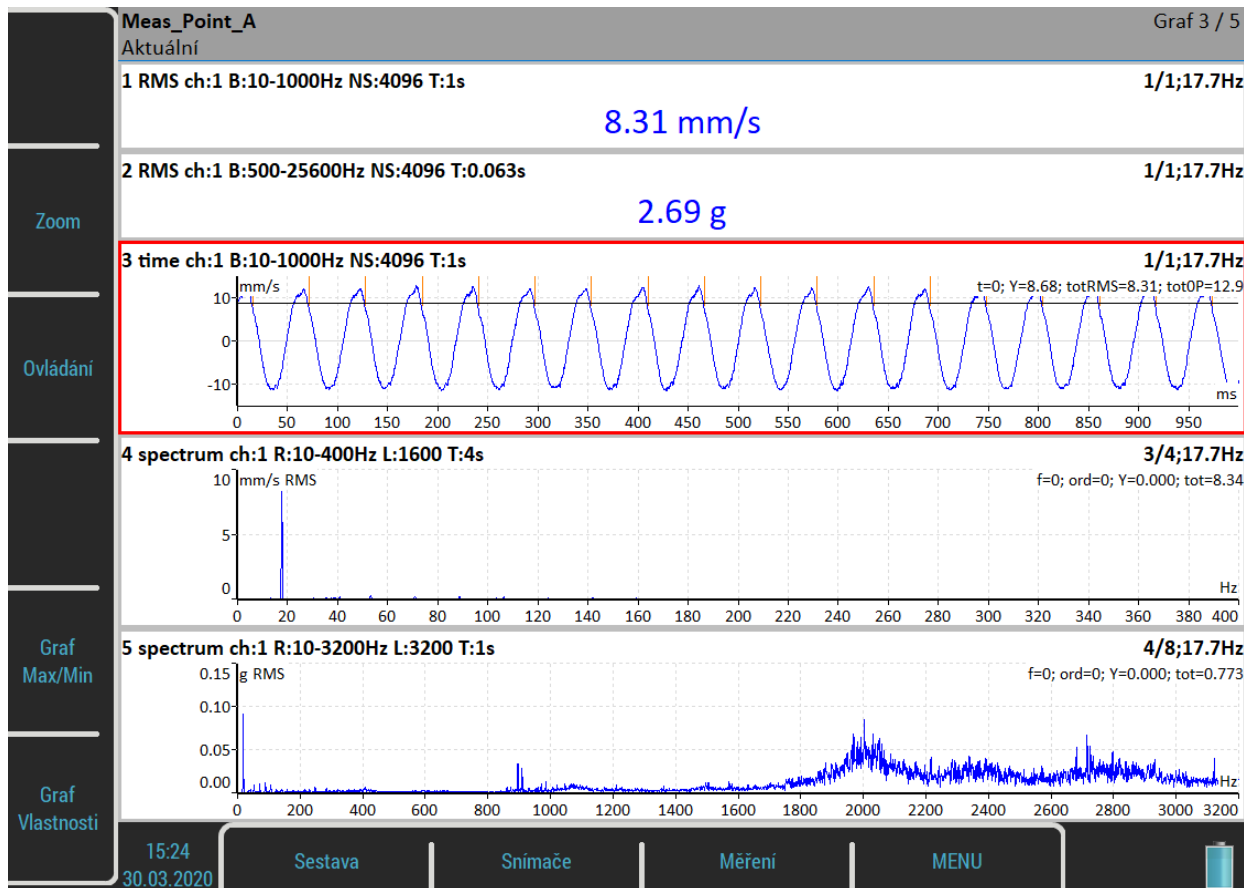 Meas_Point_A Graf 3 / 5
Aktuální
1 RMS ch:1 B:10-1000Hz NS:4096 T:1s 1/1;17.7Hz
8.31 mm/s
2 RMS ch:1 B:500-25600Hz NS:4096 T:0.063s 1/1;17.7Hz
2.69 g
3 time ch:1 B:10-1000Hz NS:4096 T:1s 1/1;17.7Hz
mm/s t=0; Y=8.68; totRMS=8.31; tot0P=12.9
10
0
-10
ms
0 50 100 150 200 250 300 350 400 450 500 550 600 650 700 750 800 850 900 950
4 spectrum ch:1 R:10-400Hz L:1600 T:4s 3/4;17.7Hz
10 mm/s RMS f=0; ord=0; Y=0.000; tot=8.34
5
0 Hz
0 20 40 60 80 100 120 140 160 180 200 220 240 260 280 300 320 340 360 380 400
5 spectrum ch:1 R:10-3200Hz L:3200 T:1s 4/8;17.7Hz
0.15 g RMS f=0; ord=0; Y=0.000; tot=0.773
0.10
0.05
0.00 Hz
0 200 400 600 800 1000 1200 1400 1600 1800 2000 2200 2400 2600 2800 3000 3200
Zoom
Ovládání
Graf
Max/Min
Graf
Vlastnosti
15:24
30.03.2020
Sestava Snímače Měření MENU